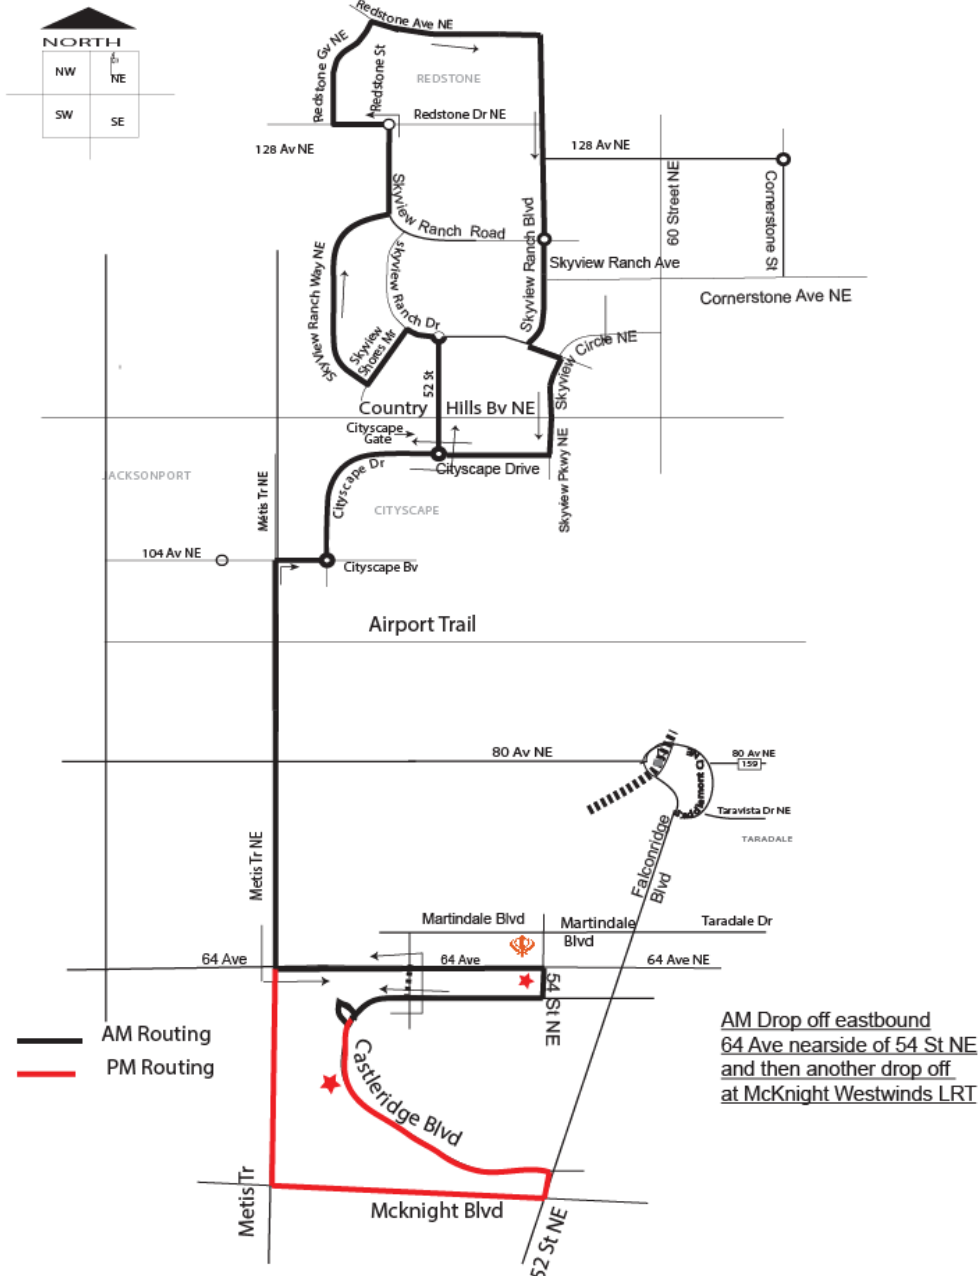 Redstone Ave NE
NORTH
NW
NE
SW
SE
Redstone Gv NE
Redstone St
REDSTONE
Redstone Dr NE
128 Av NE
128 Av NE
60 Street NE
Cornerstone St
Skyview Ranch Road
Skyview Ranch Blvd
Skyview Ranch Ave
Cornerstone Ave NE
SkyView Ranch Way NE
skyview Ranch Dr
Skyview
Shores Mr
Skyview Circle NE
52 St
Country Hills Bv NE
Cityscape
Gate
Cityscape Dr
Cityscape Drive
Skyview Pkwy NE
JACKSONPORT
Métis Tr NE
CITYSCAPE
104 Av NE
Cityscape Bv
Airport Trail
80 Av NE
80 Av NE
159
Taravista Dr NE
TARADALE
Falconridge
Blvd
Metis Tr NE
Martindale Blvd
Martindale
Blvd
Taradale Dr
64 Ave
64 Ave
64 Ave NE
54 St NE
AM Routing
PM Routing
Castleridge Blvd
AM Drop off eastbound
64 Ave nearside of 54 St NE
and then another drop off
at McKnight Westwinds LRT
Metis Tr
Mcknight Blvd
52 St NE